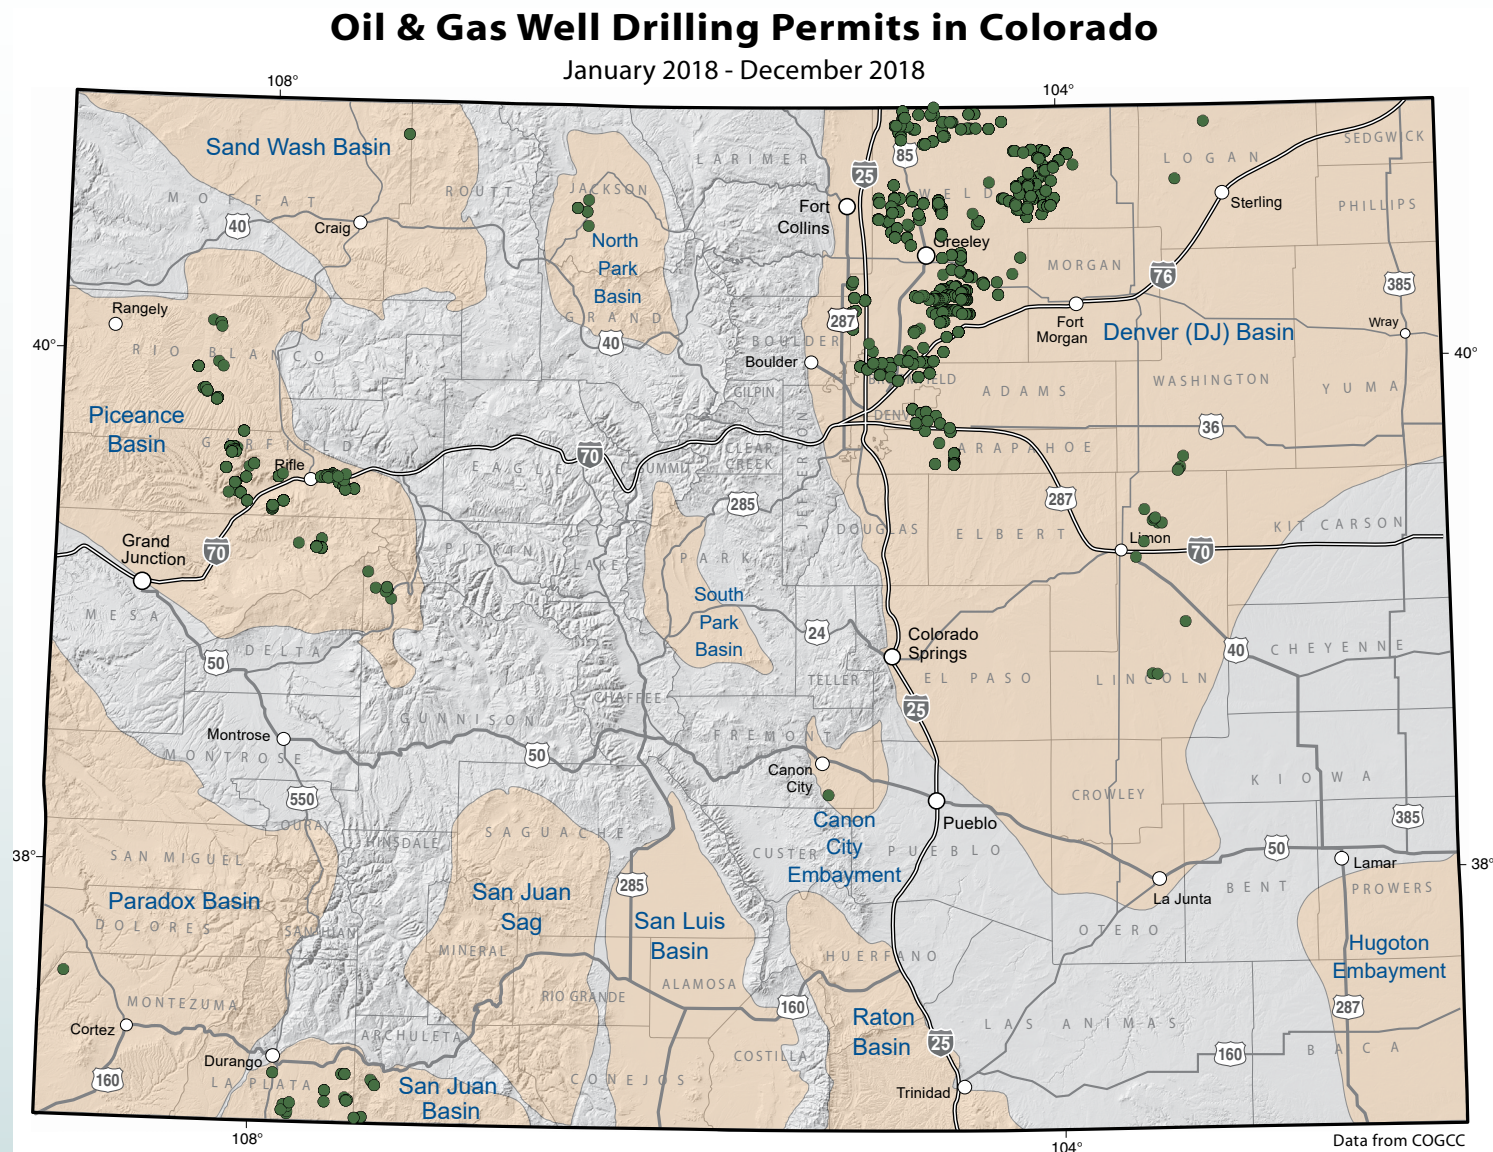 Oil & Gas Well Drilling Permits in Colorado
January 2018 - December 2018
108°
104°
Sand Wash Basin
MOFFAT
ROUTT
JACKSON
LARIMER
85
25
WELD
LOGAN
SEDGWICK
PHILLIPS
Sterling
40
Craig
Fort
Collins
North
Park
Basin
Greeley
MORGAN
76
385
Rangely
GRAND
287
Fort
Morgan
Denver (DJ) Basin
Wray
40°
RIO BLANCO
40
BOULDER
Boulder
40°
GILPIN
ADAMS
WASHINGTON
YUMA
Piceance
Basin
GARFIELD
Rifle
EAGLE
70
SUMMIT
CLEAR
CREEK
JEFFERSON
ARAPAHOE
36
285
287
DOUGLAS
ELBERT
KIT CARSON
Grand
Junction
70
PITKIN
LAKE
PARK
Limon
70
MESA
South
Park
Basin
24
Colorado
Springs
DELTA
50
TELLER
EL PASO
LINCOLN
40
CHEYENNE
CHAFFEE
25
GUNNISON
Montrose
MONTROSE
50
FREMONT
Canon
City
KIOWA
550
CROWLEY
385
OURAY
SAGUACHE
HINSDALE
Canon
City
Embayment
Pueblo
CUSTER
PUEBLO
50
38°
SAN MIGUEL
Lamar
38°
Paradox Basin
DOLORES
SAN JUAN
San Juan
Sag
285
San Luis
Basin
La Junta
BENT
PROWERS
OTERO
Hugoton
Embayment
MINERAL
HUERFANO
RIO GRANDE
ALAMOSA
MONTEZUMA
Cortez
ARCHULETA
160
Raton
Basin
LAS ANIMAS
287
25
Durango
COSTILLA
160
BACA
160
LA PLATA
San Juan
Basin
CONEJOS
Trinidad
108°
104°
Data from COGCC